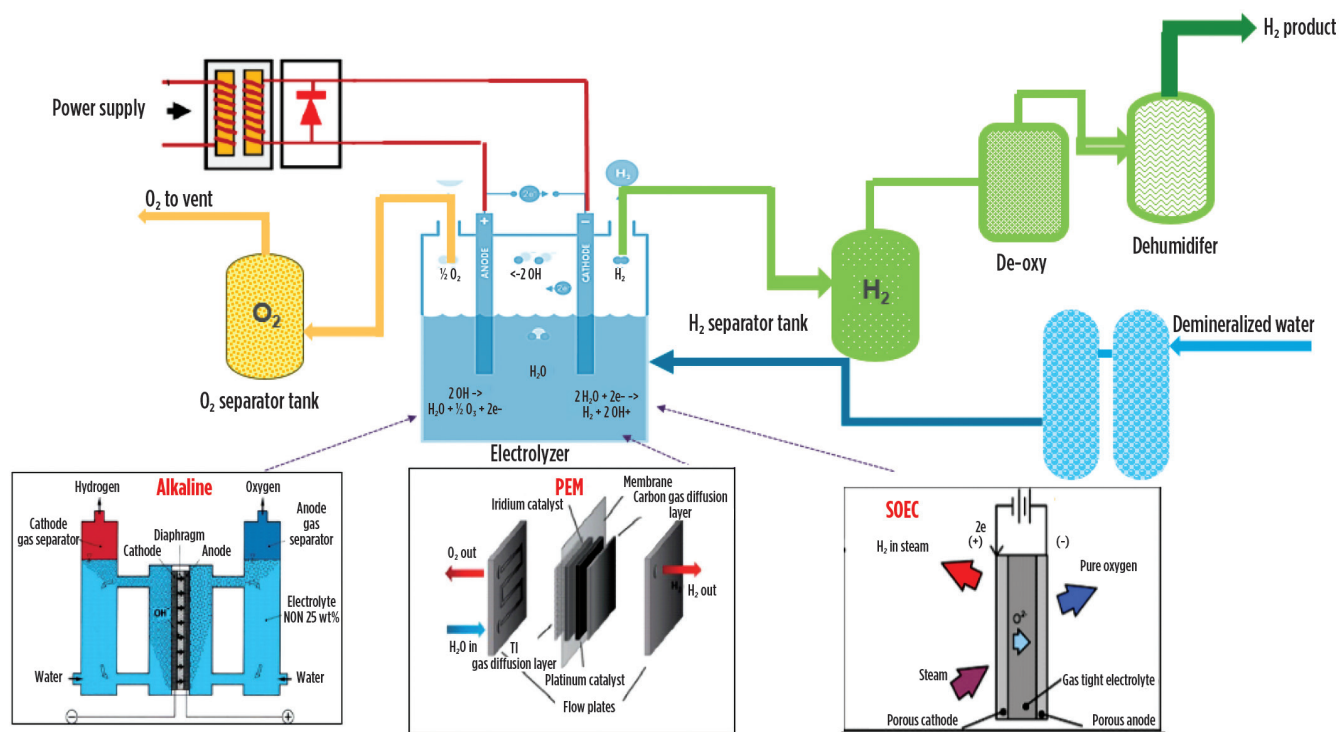 Power supply
H₂ product
O₂ to vent
O₂
O₂ separator tank
+
ANODE
−
CATHODE
2e
H₂
½ O₂
<-2 OH
H₂
2e
H₂O
2 OH ->
H₂O + ½ O₃ + 2e-
2 H₂O + 2e- ->
H₂ + 2 OH+
Electrolyzer
H₂ separator tank
H₂
De-oxy
Dehumidifer
Demineralized water
Alkaline
Hydrogen
Oxygen
Cathode
gas separator
Diaphragm
Cathode
Anode
Anode
gas
separator
OH⁻
Electrolyte
NON 25 wt%
Water
Water
−
+
PEM
Membrane
Iridium catalyst
Carbon gas diffusion
layer
O₂ out
H₂
H₂ out
H₂O in
TI
gas diffusion layer
Platinum catalyst
Flow plates
SOEC
2e
(+)
(-)
H₂ in steam
Pure oxygen
O²⁻
Steam
Gas tight electrolyte
Porous cathode
Porous anode